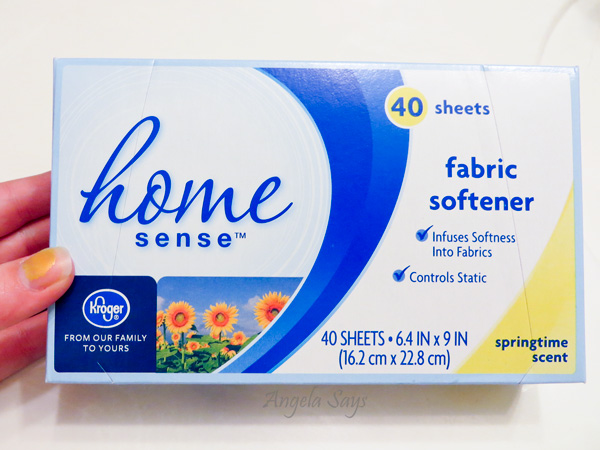 40 sheets
home
sense™
fabric
softener
Infuses Softness
Into Fabrics
Controls Static
Kroger®
FROM OUR FAMILY
TO YOURS
40 SHEETS • 6.4 IN x 9 IN
(16.2 cm x 22.8 cm)
springtime
scent
Angela Says